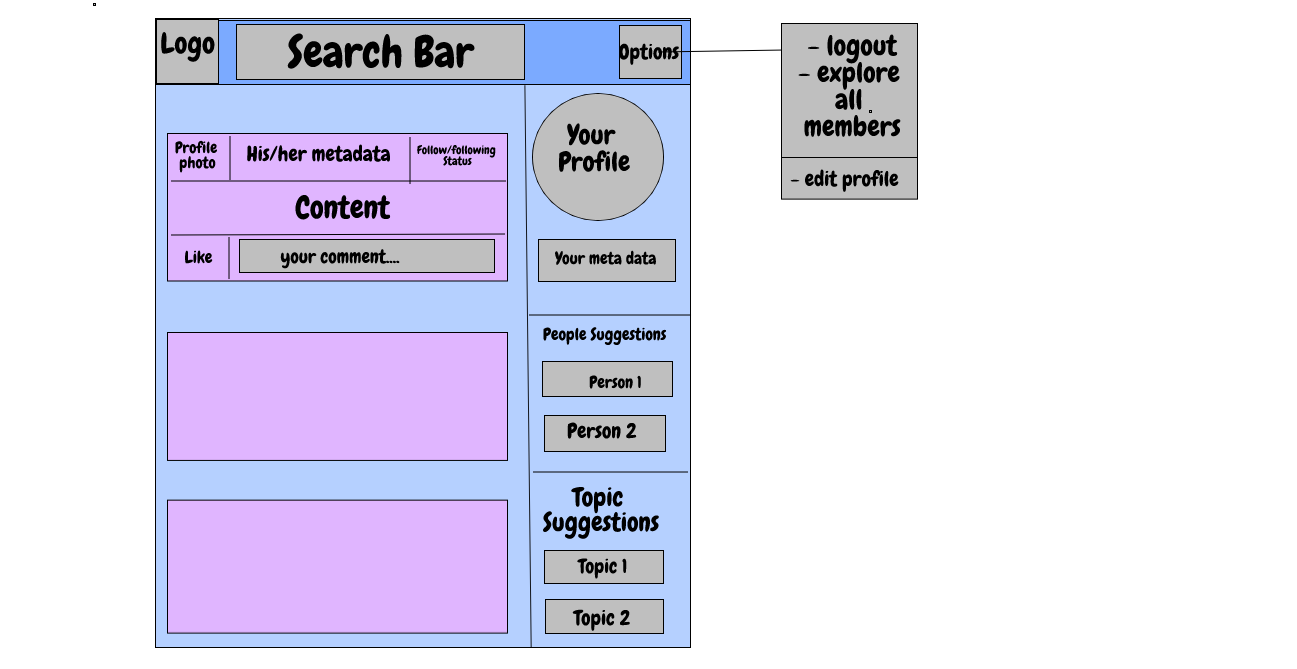 Logo
Search Bar
Options
- logout
- explore
all
members
- edit profile
Profile
photo
His/her metadata
Follow/following
Status
Content
Like
your comment....
Your
Profile
Your meta data
People Suggestions
Person 1
Person 2
Topic
Suggestions
Topic 1
Topic 2